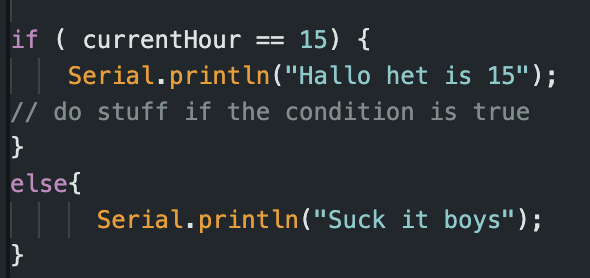 if ( currentHour == 15) {
Serial.println("Hallo het is 15");
// do stuff if the condition is true
}
else{
Serial.println("Suck it boys");
}